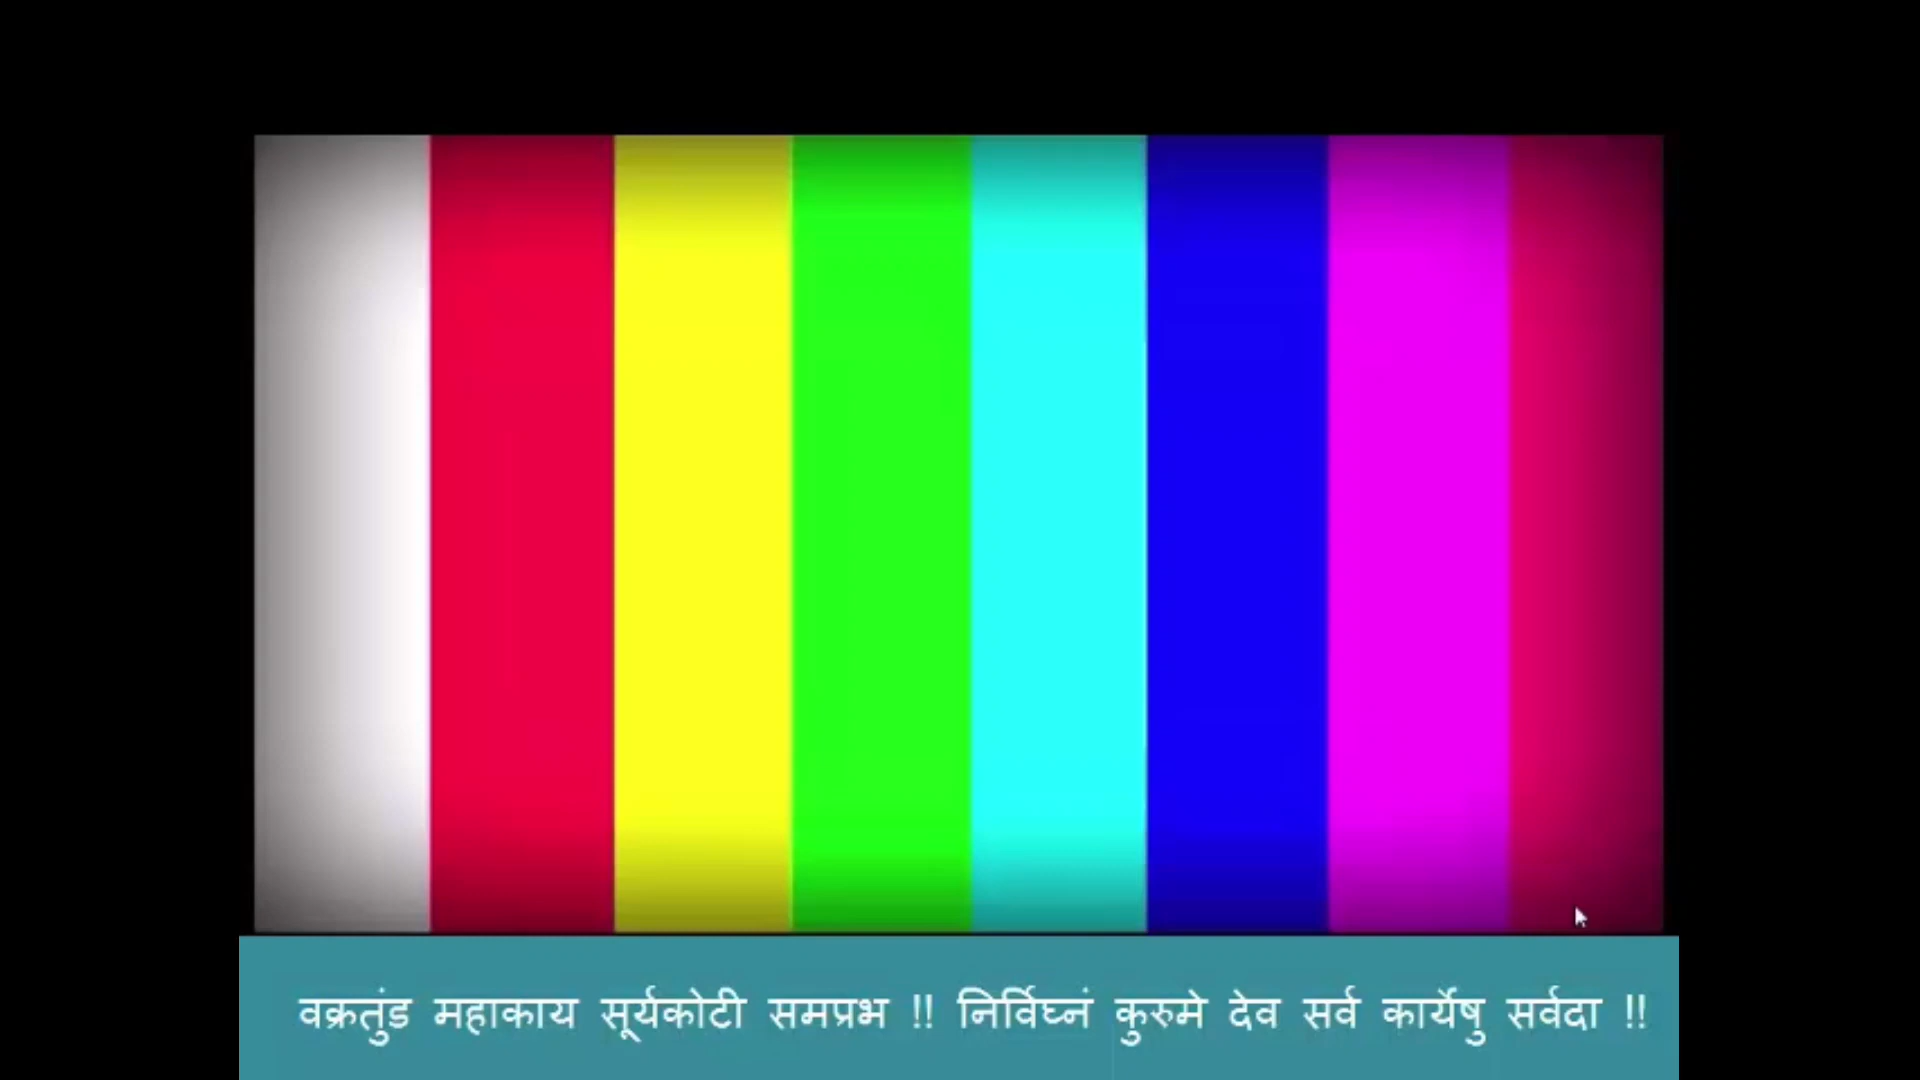 वक्रतुंड महाकाय सूर्यकोटी समप्रभ !! निर्विघ्नं कुरुमे देव सर्व कार्येषु सर्वदा !!